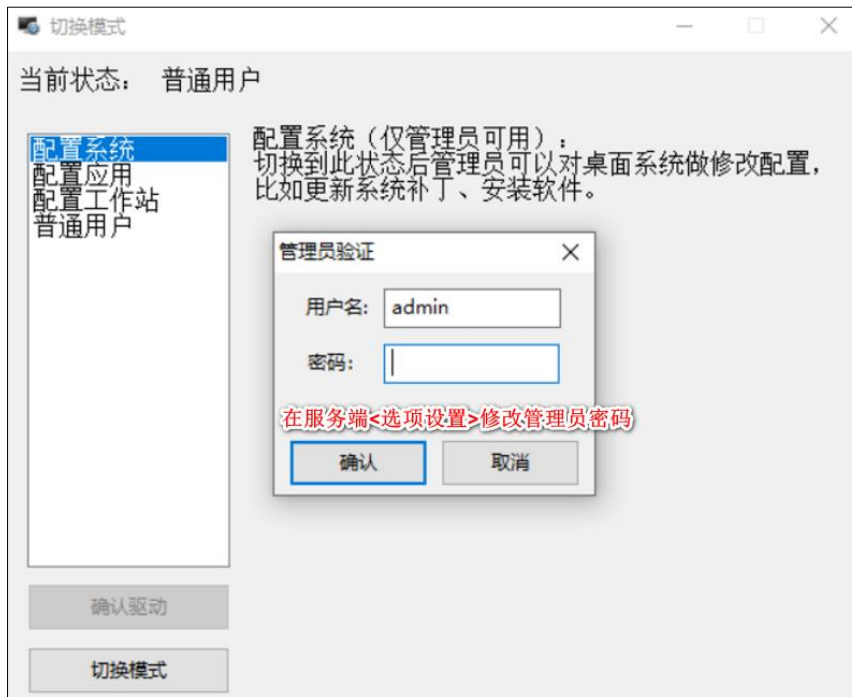 切换模式
当前状态： 普通用户
配置系统
配置应用
配置工作站
普通用户
配置系统（仅管理员可用）：
切换到此状态后管理员可以对桌面系统做修改配置，
比如更新系统补丁、安装软件。
管理员验证
用户名: admin
密码:
在服务端<选项设置>修改管理员密码
确认
取消
确认驱动
切换模式